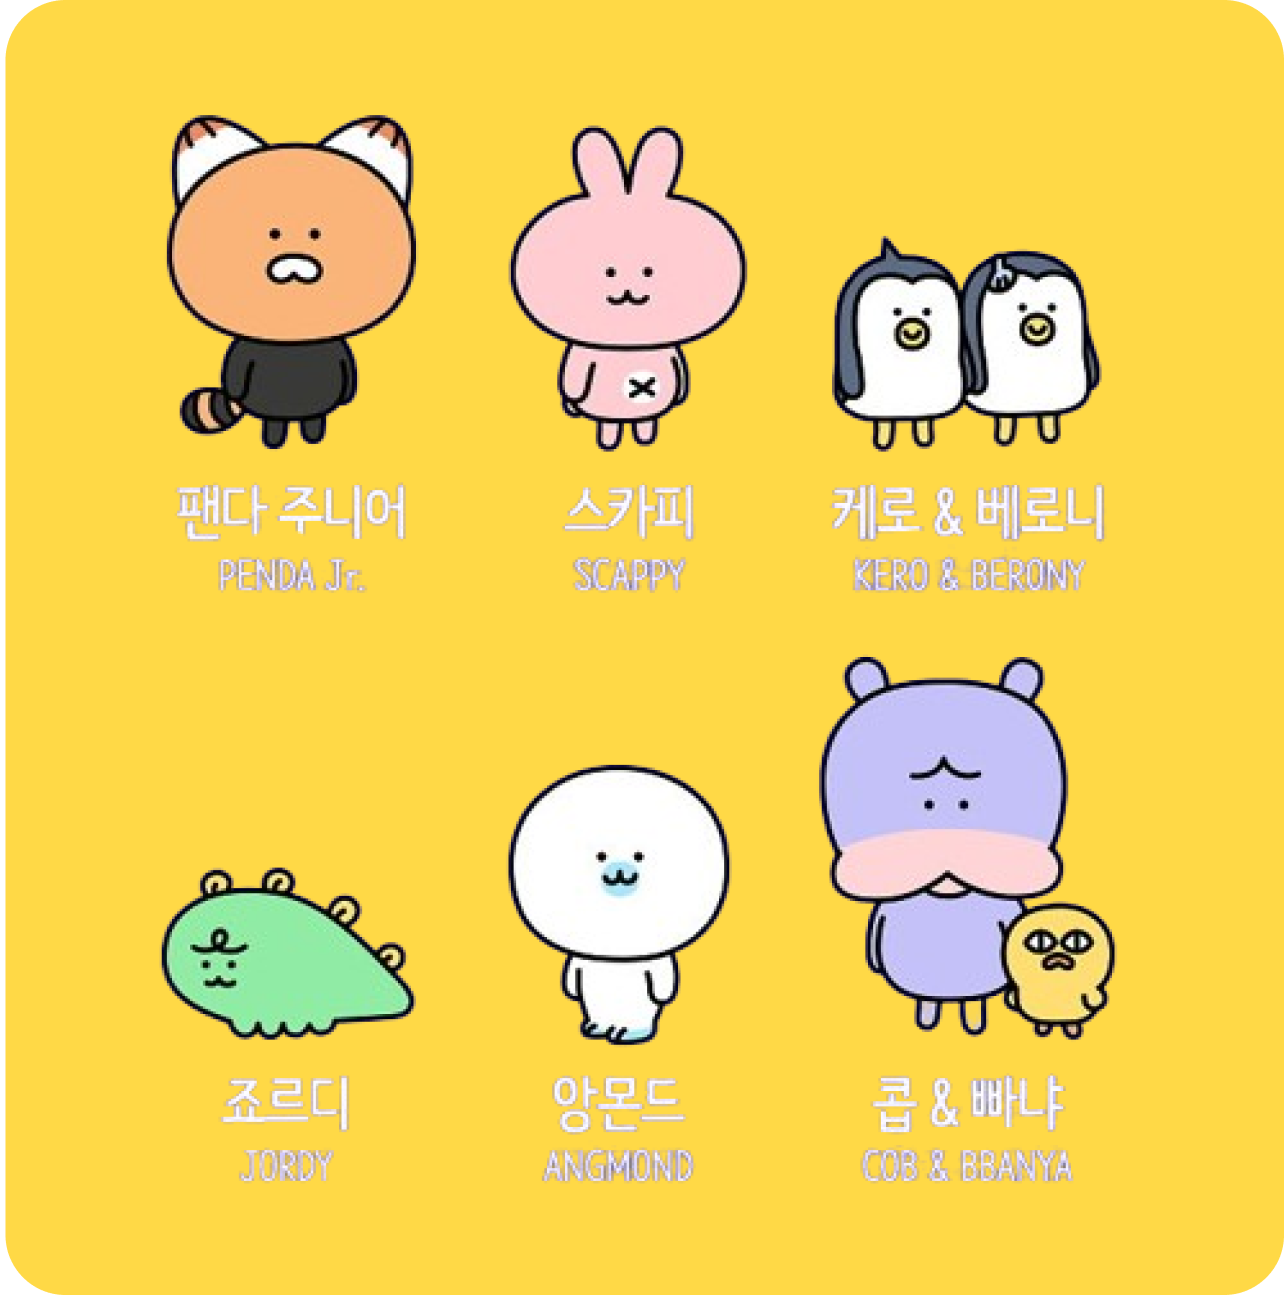 팬다 주니어
PENDA Jr.
스카피
SCAPPY
케로 & 베로니
KERO & BERONY
죠르디
JORDY
앙몬드
ANGMOND
콥 & 빠냐
COB & BBANYA